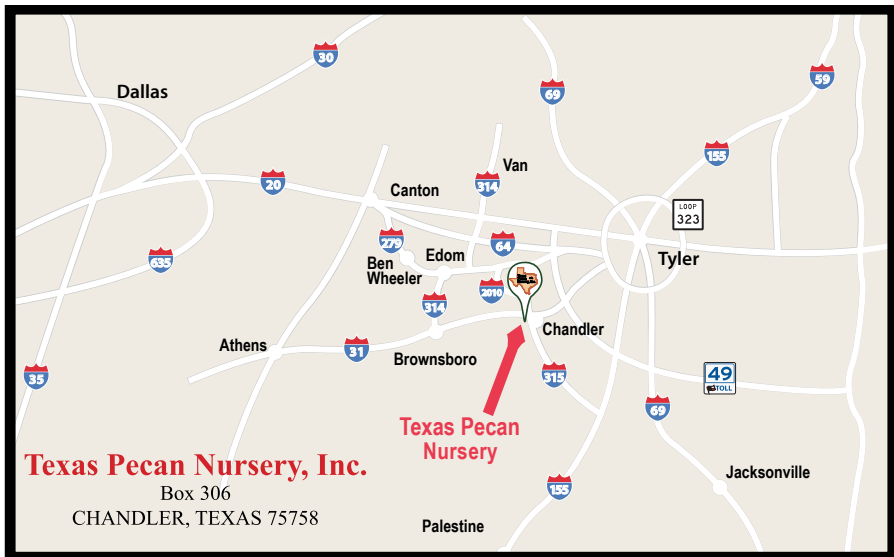 30
59
Dallas
69
155
Van
20
314
Canton
LOOP
323
279
64
635
Ben
Wheeler
Edom
Tyler
2010
314
Chandler
Athens
31
Brownsboro
35
315
49
TOLL
69
Texas Pecan
Nursery
Texas Pecan Nursery, Inc.
Box 306
CHANDLER, TEXAS 75758
Jacksonville
155
Palestine